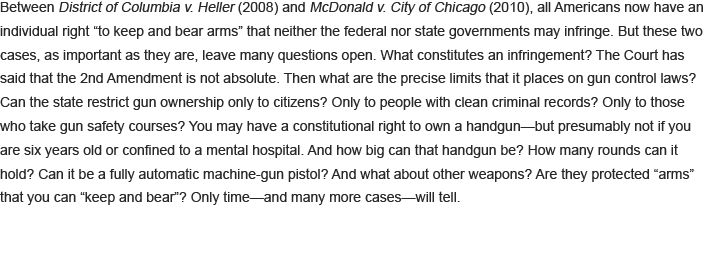 Between District of Columbia v. Heller (2008) and McDonald v. City of Chicago (2010), all Americans now have an
individual right “to keep and bear arms” that neither the federal nor state governments may infringe. But these two
cases, as important as they are, leave many questions open. What constitutes an infringement? The Court has
said that the 2nd Amendment is not absolute. Then what are the precise limits that it places on gun control laws?
Can the state restrict gun ownership only to citizens? Only to people with clean criminal records? Only to those
who take gun safety courses? You may have a constitutional right to own a handgun—but presumably not if you
are six years old or confined to a mental hospital. And how big can that handgun be? How many rounds can it
hold? Can it be a fully automatic machine-gun pistol? And what about other weapons? Are they protected “arms”
that you can “keep and bear”? Only time—and many more cases—will tell.